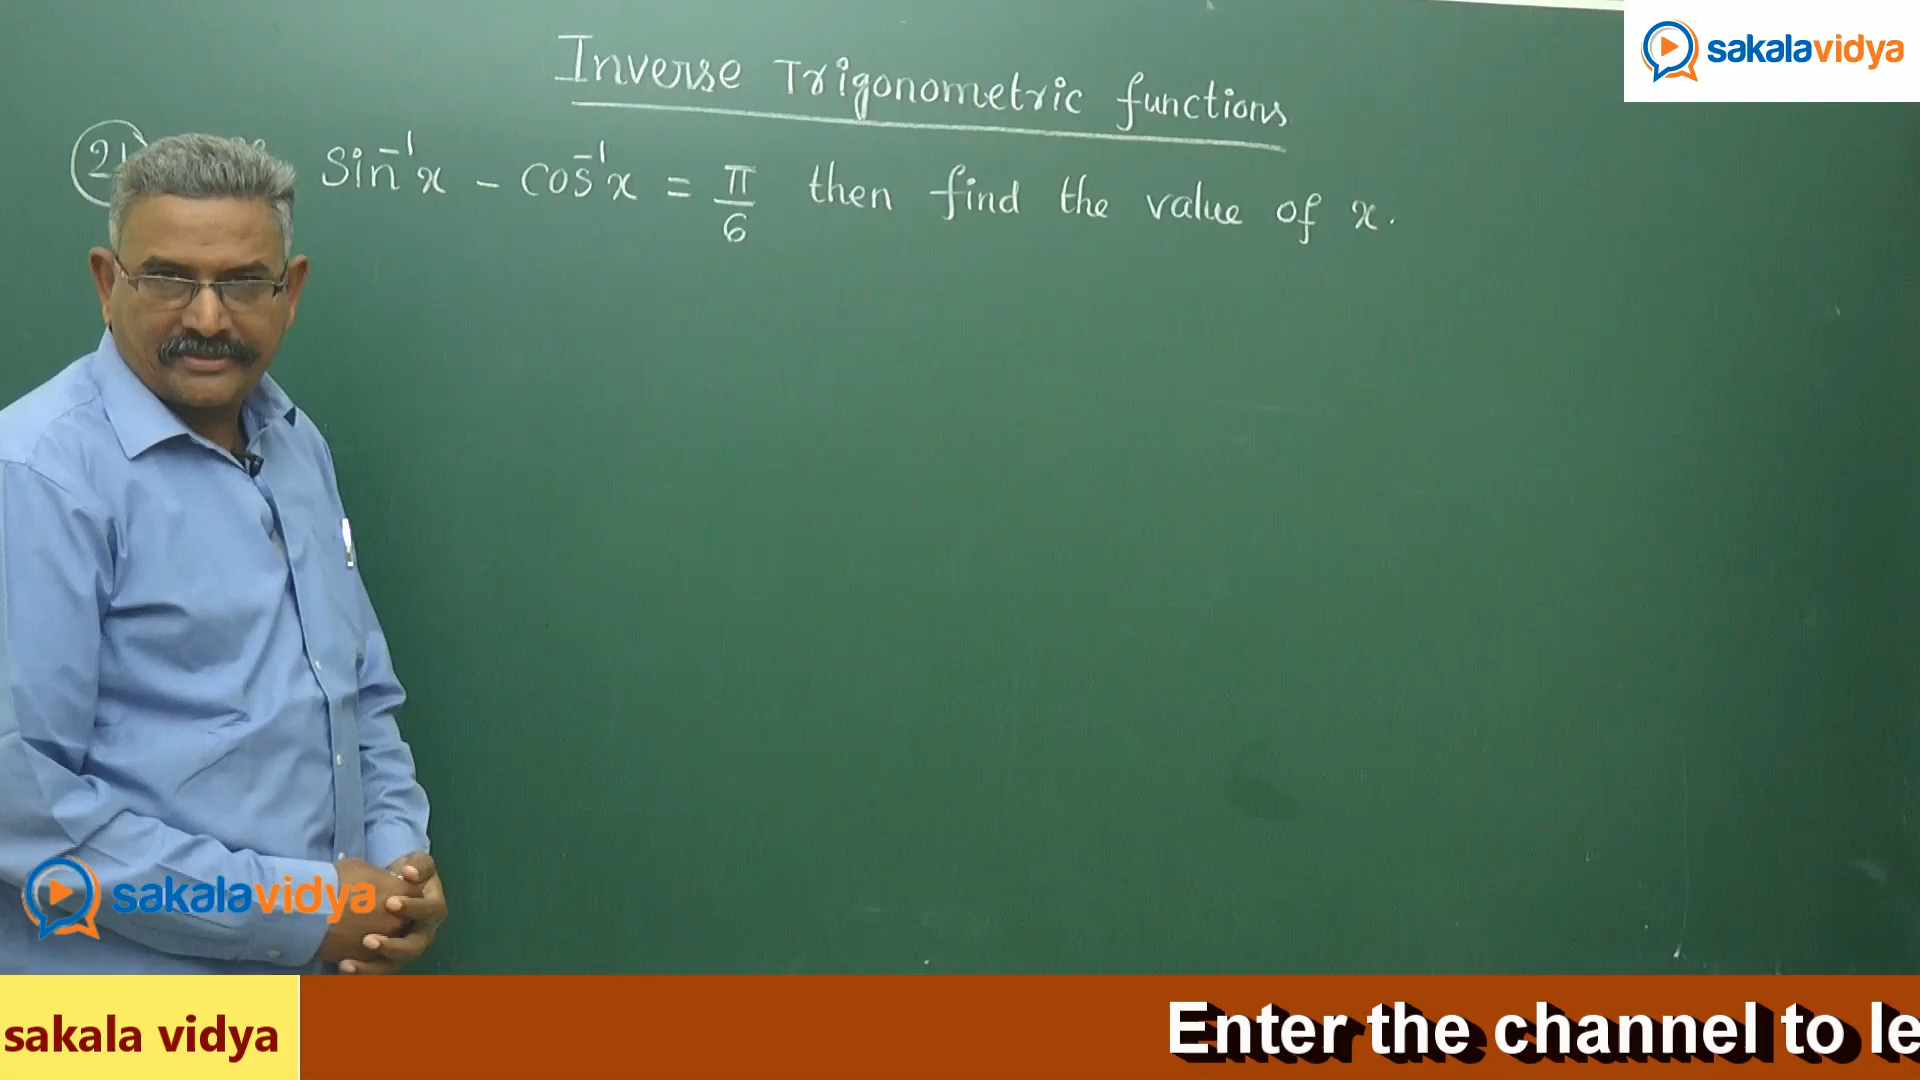 sakalavidya
Inverse Trigonometric functions
21 sin⁻¹x - cos⁻¹x = π/6 then find the value of x.
sakalavidya
sakala vidya
Enter the channel to le